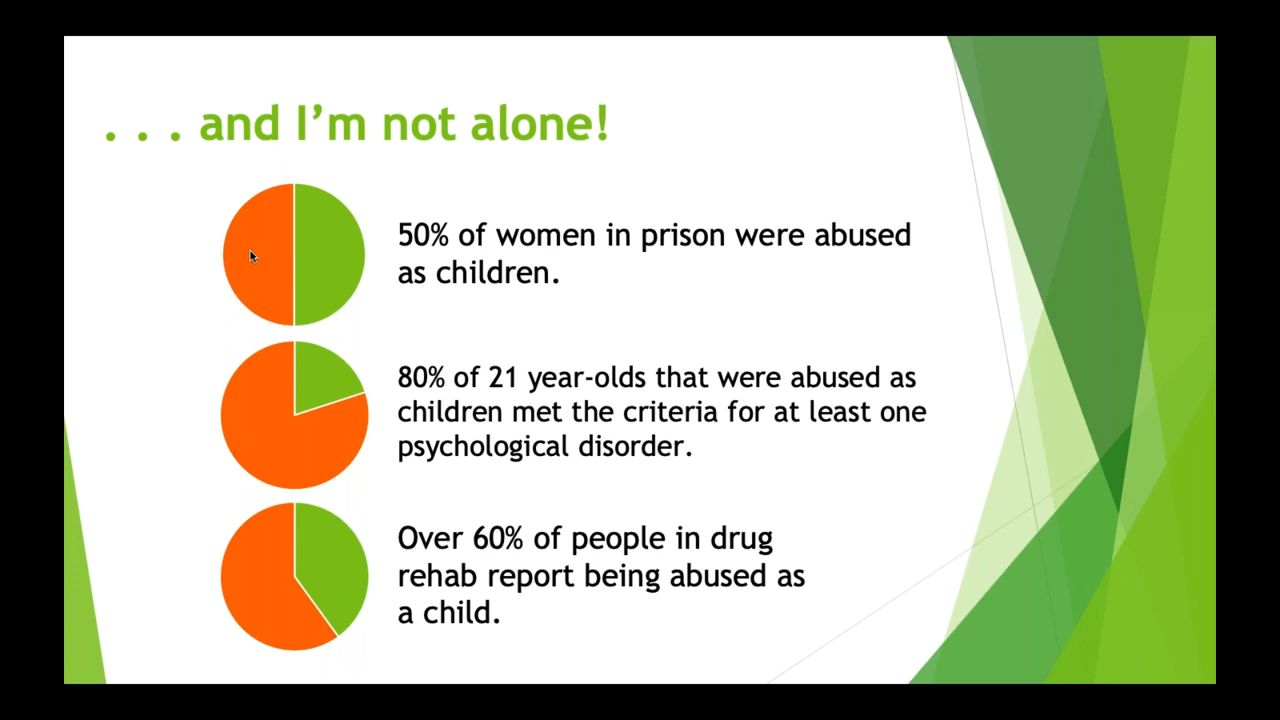 . . . and I’m not alone!
50% of women in prison were abused
as children.
80% of 21 year-olds that were abused as
children met the criteria for at least one
psychological disorder.
Over 60% of people in drug
rehab report being abused as
a child.